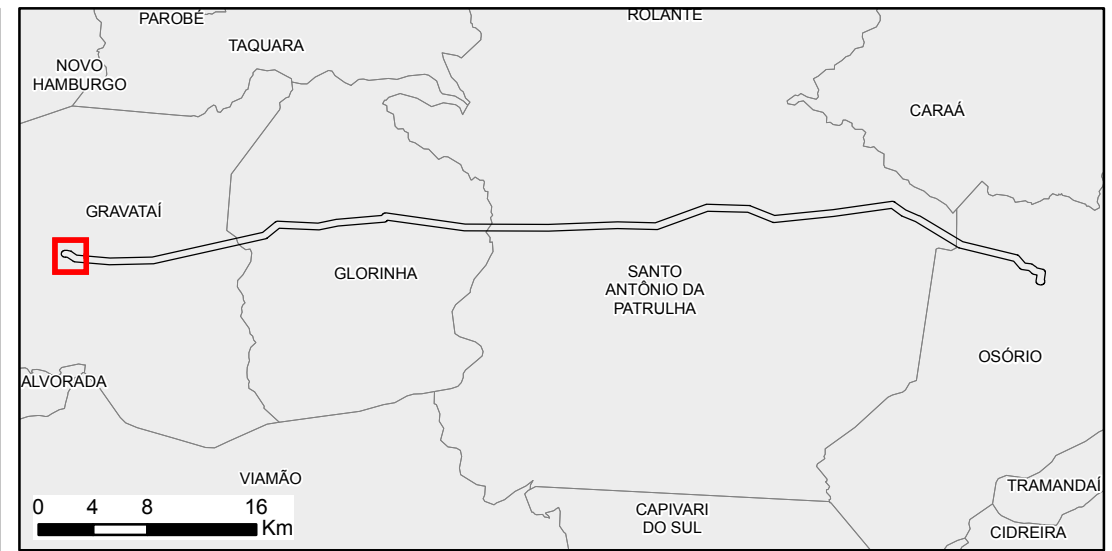 PAROBÉ
ROLANTE
TAQUARA
NOVO
HAMBURGO
CARAÁ
GRAVATAÍ
GLORINHA
SANTO
ANTÔNIO DA
PATRULHA
OSÓRIO
ALVORADA
VIAMÃO
TRAMANDAÍ
CAPIVARI
DO SUL
CIDREIRA
0 4 8 16
Km